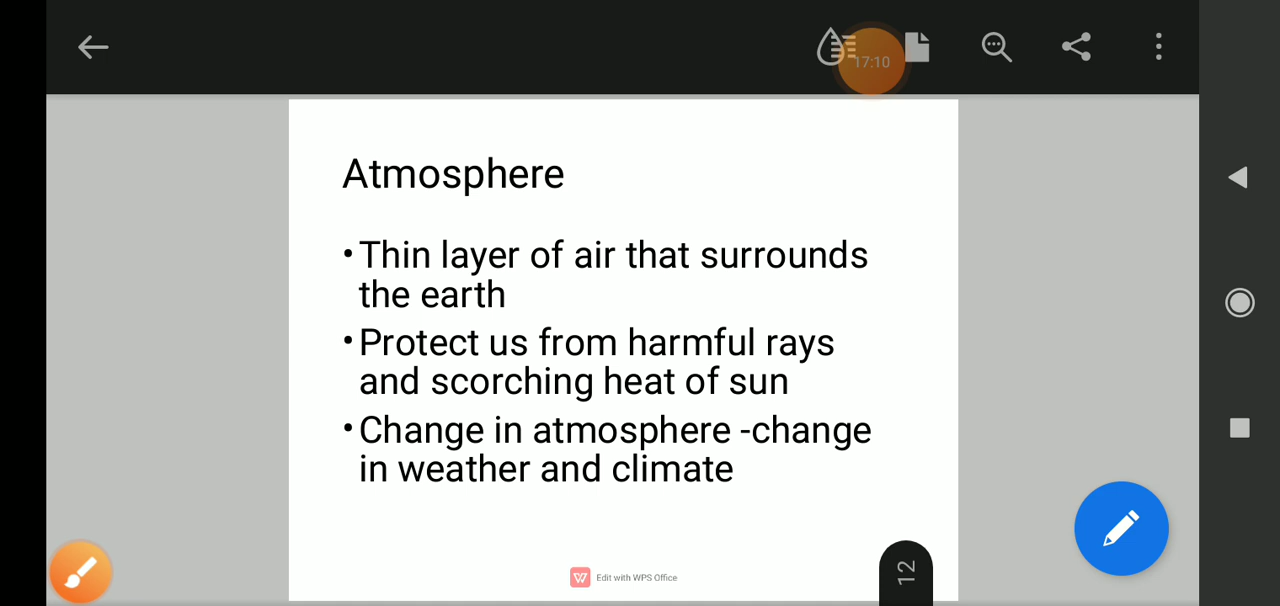 17:10
Atmosphere
•Thin layer of air that surrounds
the earth
•Protect us from harmful rays
and scorching heat of sun
•Change in atmosphere -change
in weather and climate
Edit with WPS Office
12